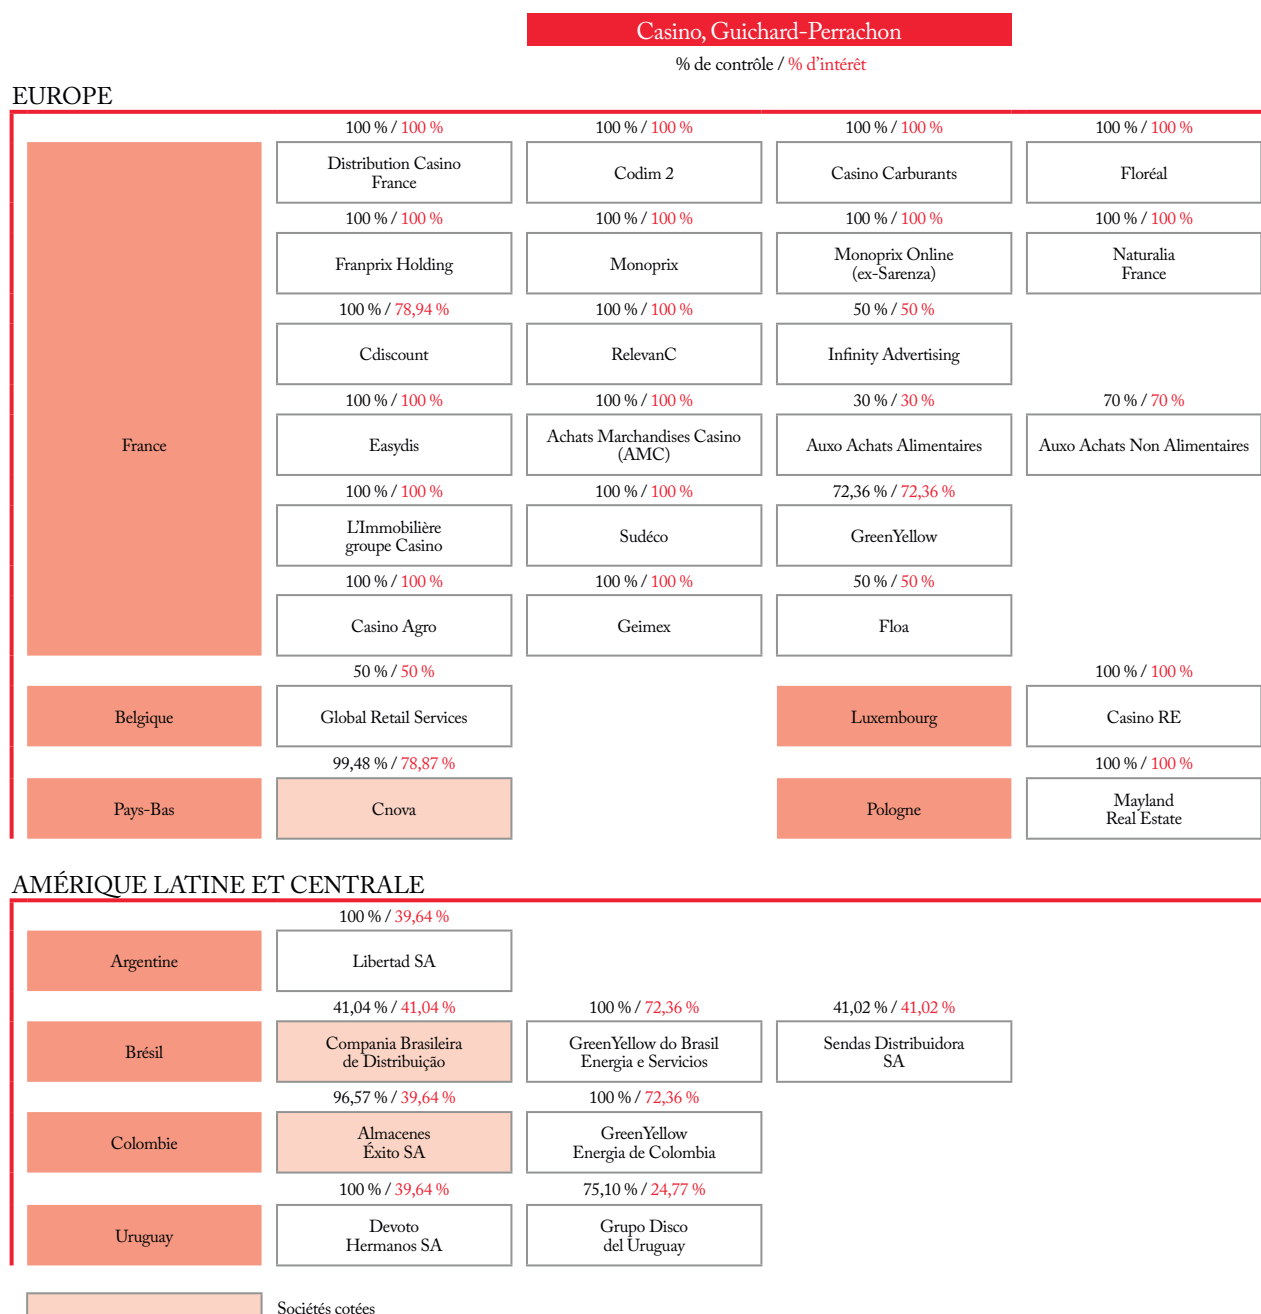 Casino, Guichard-Perrachon
% de contrôle / % d'intérêt
EUROPE
100 % / 100 %
100 % / 100 %
100 % / 100 %
100 % / 100 %
France
Distribution Casino
France
Codim 2
Casino Carburants
Floréal
100 % / 100 %
100 % / 100 %
100 % / 100 %
100 % / 100 %
Franprix Holding
Monoprix
Monoprix Online
(ex-Sarenza)
Naturalia
France
100 % / 78,94 %
100 % / 100 %
50 % / 50 %
Cdiscount
RelevanC
Infinity Advertising
100 % / 100 %
100 % / 100 %
30 % / 30 %
70 % / 70 %
Easydis
Achats Marchandises Casino
(AMC)
Auxo Achats Alimentaires
Auxo Achats Non Alimentaires
100 % / 100 %
100 % / 100 %
72,36 % / 72,36 %
L'Immobilière
groupe Casino
Sudéco
GreenYellow
100 % / 100 %
100 % / 100 %
50 % / 50 %
Casino Agro
Geimex
Floa
50 % / 50 %
100 % / 100 %
Belgique
Global Retail Services
Luxembourg
Casino RE
99,48 % / 78,87 %
100 % / 100 %
Pays-Bas
Cnova
Pologne
Mayland
Real Estate
AMÉRIQUE LATINE ET CENTRALE
100 % / 39,64 %
Argentine
Libertad SA
41,04 % / 41,04 %
100 % / 72,36 %
41,02 % / 41,02 %
Brésil
Compania Brasileira
de Distribuição
GreenYellow do Brasil
Energia e Servicios
Sendas Distribuidora
SA
96,57 % / 39,64 %
100 % / 72,36 %
Colombie
Almacenes
Éxito SA
GreenYellow
Energia de Colombia
100 % / 39,64 %
75,10 % / 24,77 %
Uruguay
Devoto
Hermanos SA
Grupo Disco
del Uruguay
Sociétés cotées